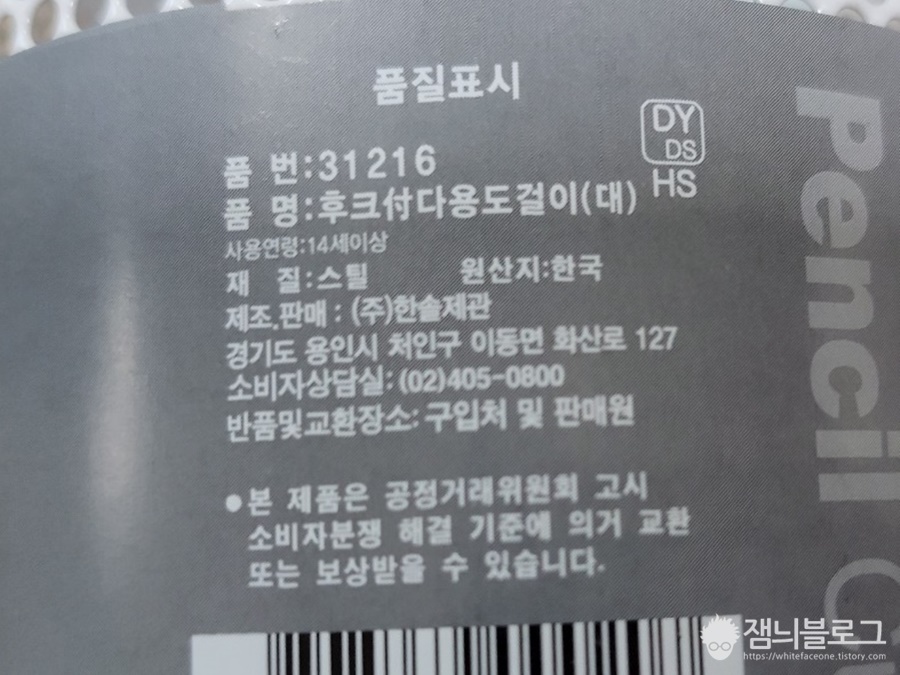 품질표시
DY
DS
HS
품 번:31216
품 명:후크付다용도걸이(대)
사용연령:14세이상
재 질:스틸 원산지:한국
제조.판매 : (주)한솔제관
경기도 용인시 처인구 이동면 화산로 127
소비자상담실:(02)405-0800
반품및교환장소:구입처 및 판매원
●본 제품은 공정거래위원회 고시
소비자분쟁 해결 기준에 의거 교환
또는 보상받을 수 있습니다.
Pencil
잼늬블로그
https://whitefaceone.tistory.com